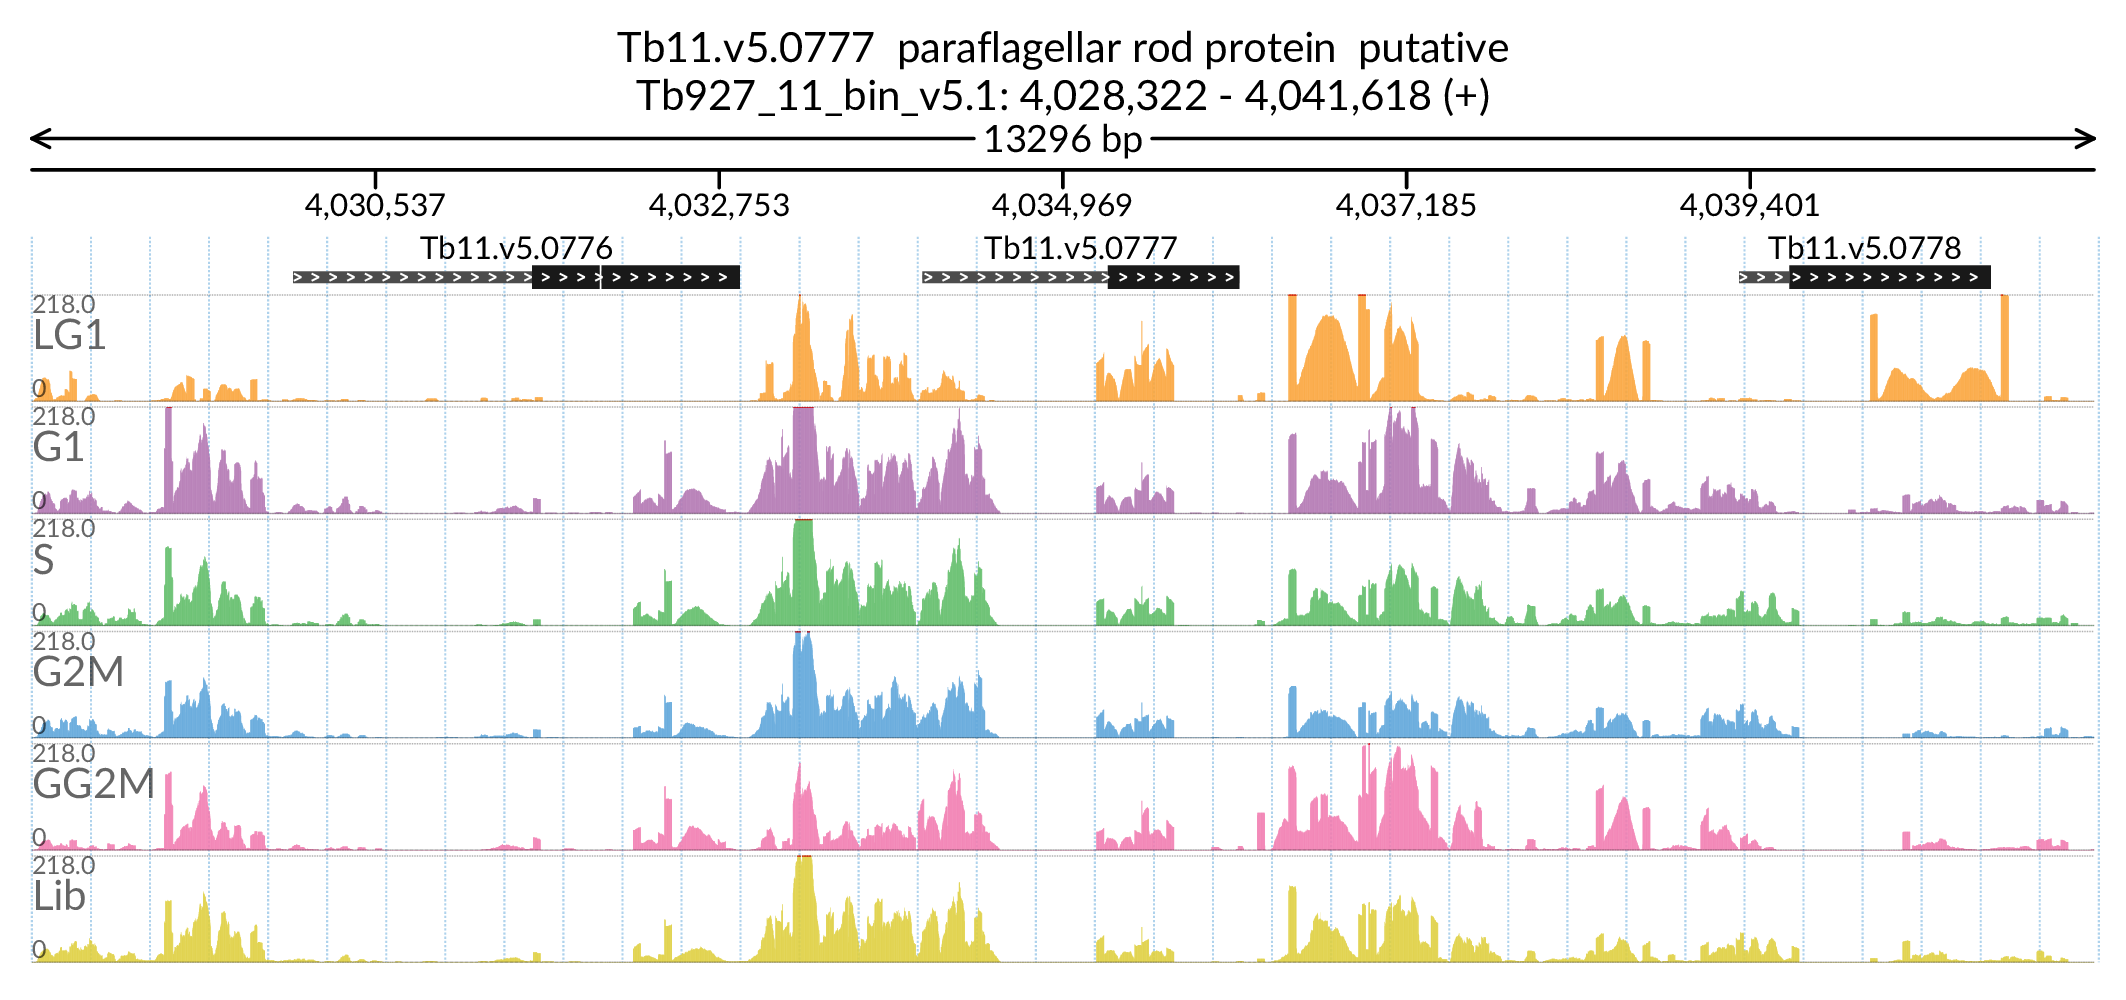 Tb11.v5.0777 paraflagellar rod protein putative
Tb927_11_bin_v5.1: 4,028,322 - 4,041,618 (+)
13296 bp
4,030,537 4,032,753 4,034,969 4,037,185 4,039,401
Tb11.v5.0776 Tb11.v5.0777 Tb11.v5.0778
218.0
LG1
0
218.0
G1
0
218.0
S
0
218.0
G2M
0
218.0
GG2M
0
218.0
Lib
0